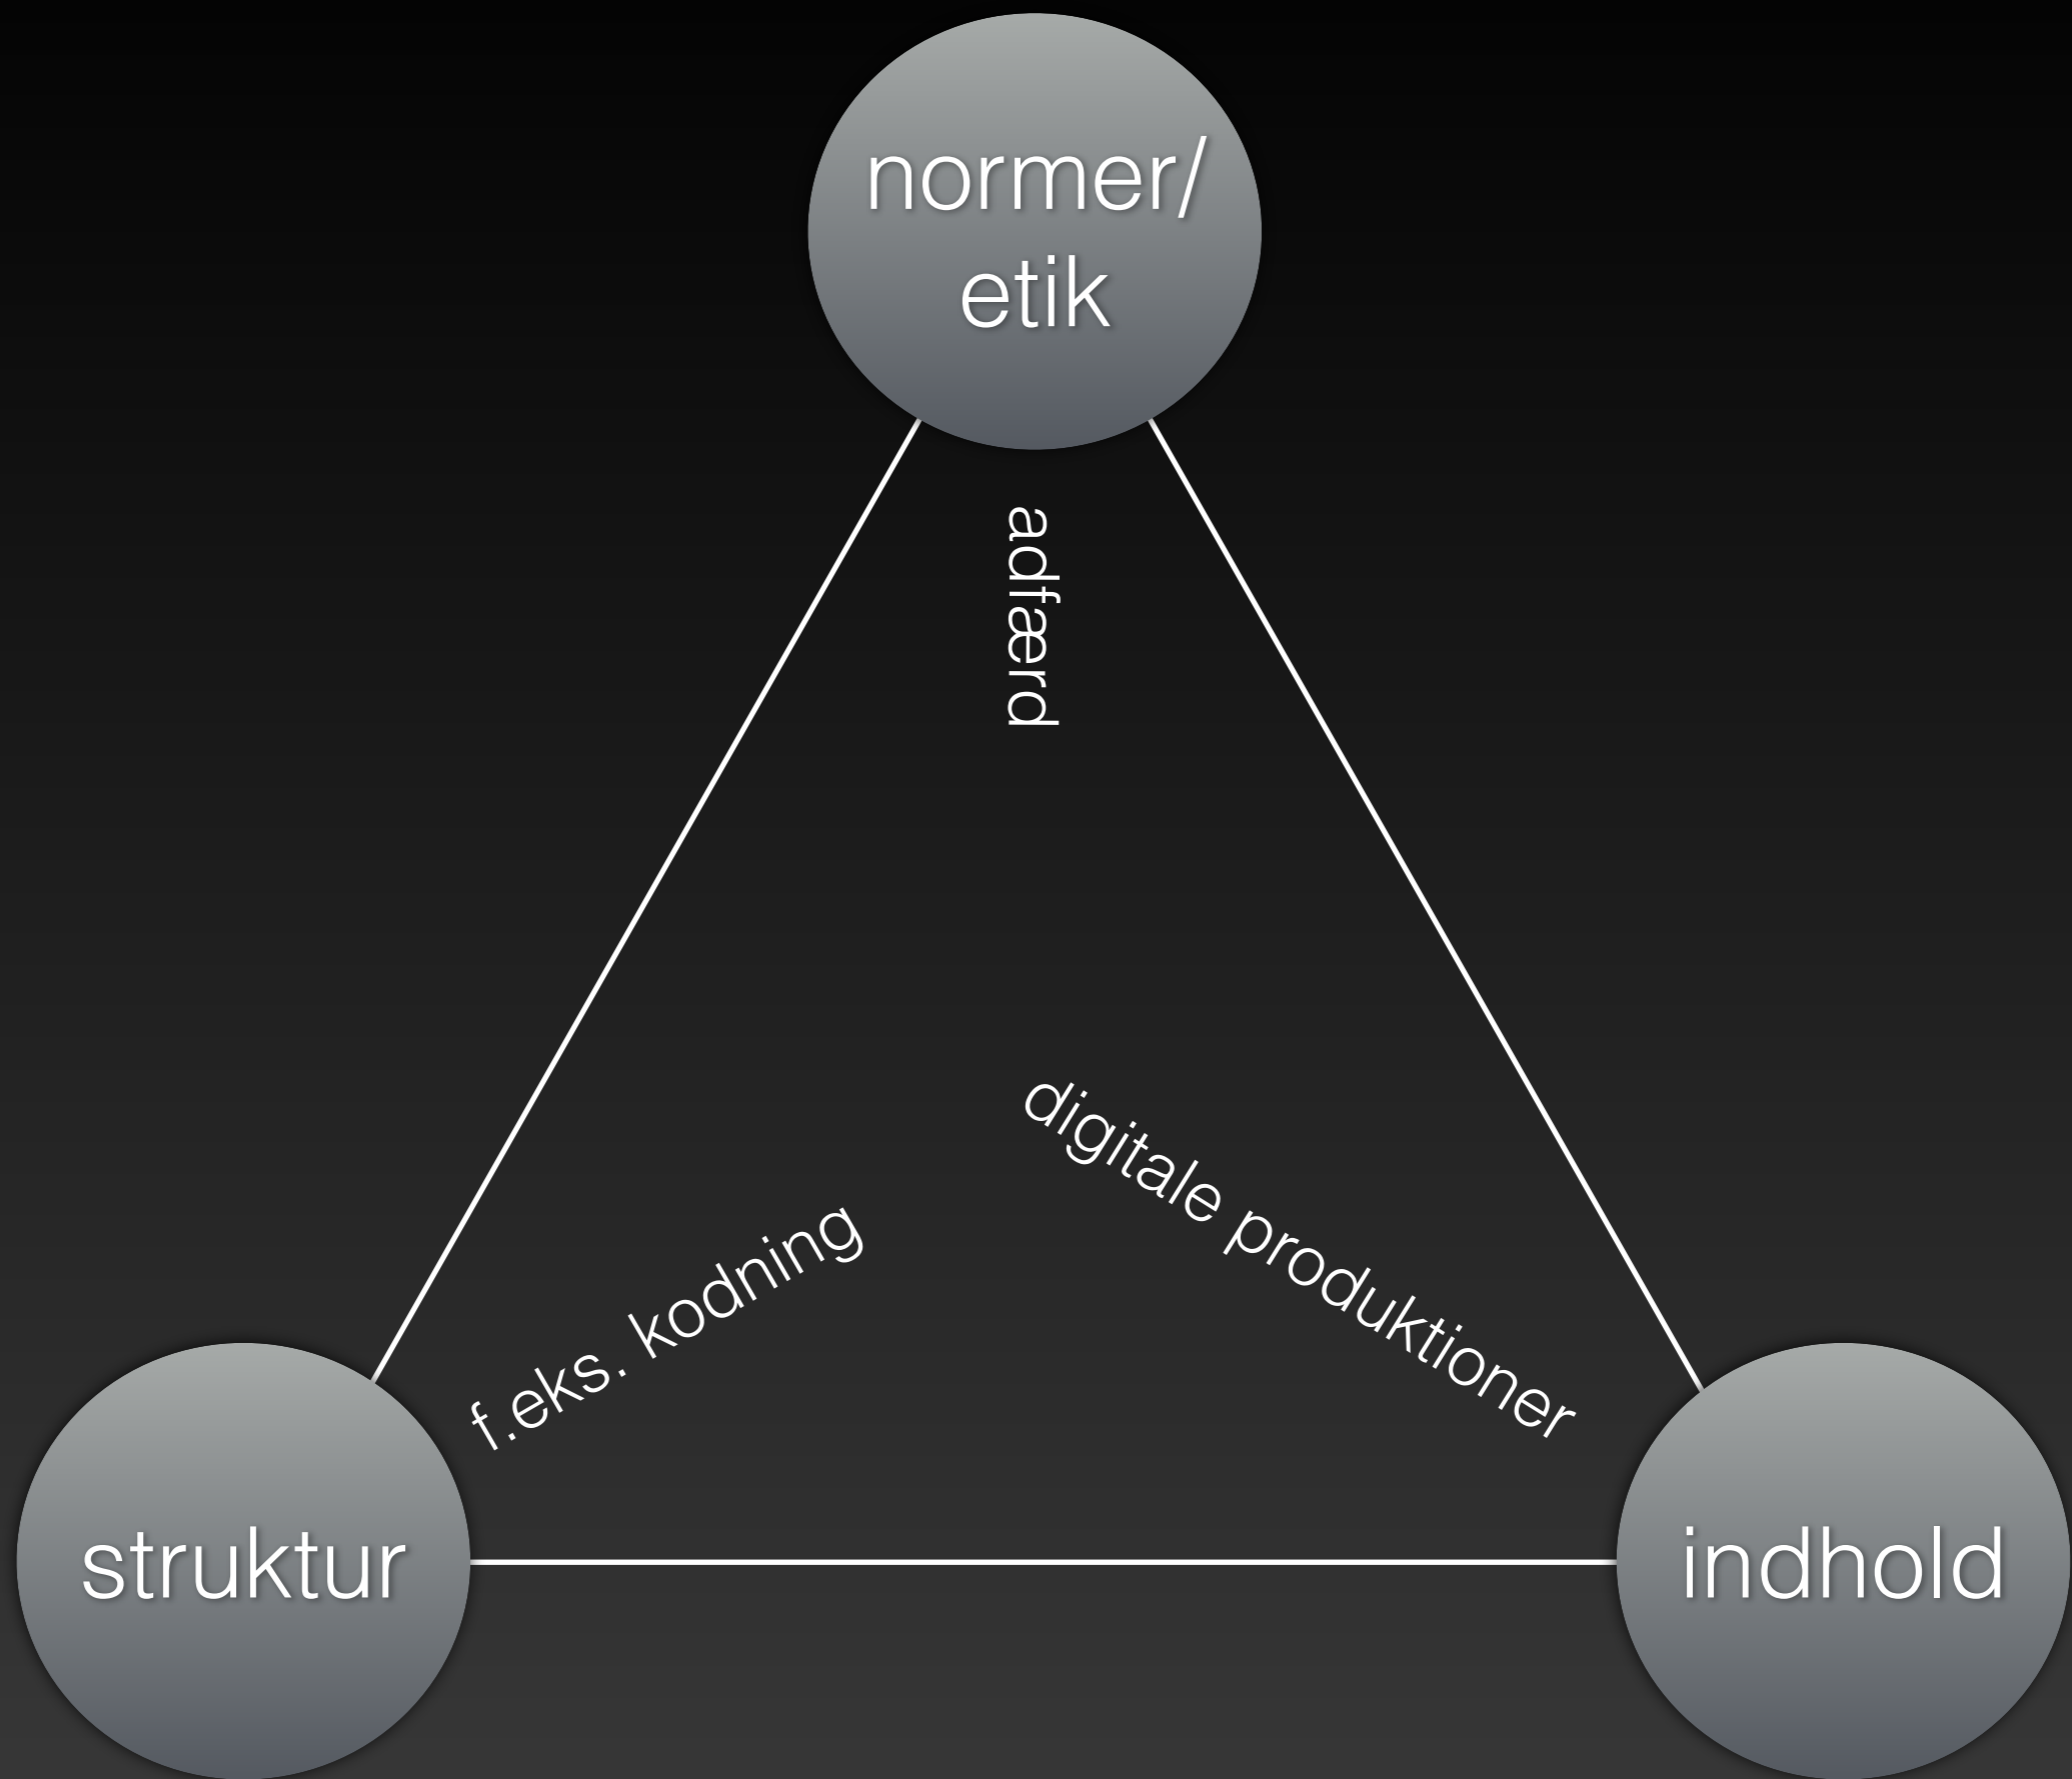 normer/
etik
adfærd
digitale produktioner
f.eks. kodning
struktur
indhold